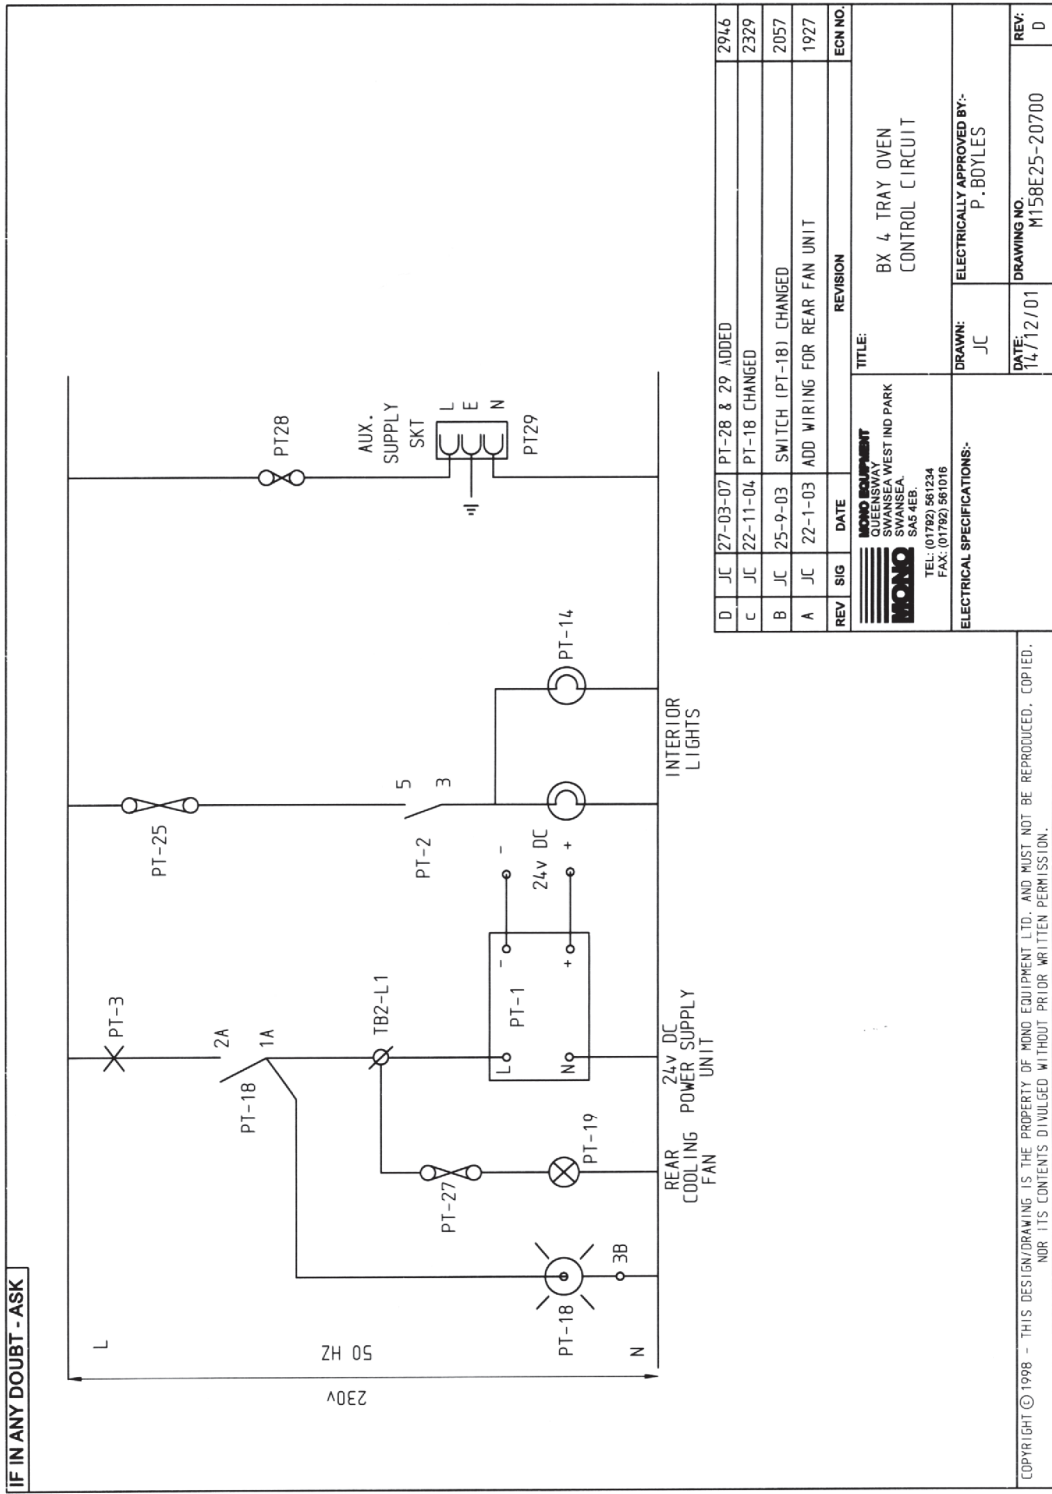 IF IN ANY DOUBT - ASK
L
230v
50 HZ
N
PT-3
2A
1A
PT-18
TB2-L1
PT-27
PT-18
3B
PT-19
REAR
COOLING
FAN
L
N
PT-1
-
+
-
24v DC
+
24v DC
POWER SUPPLY
UNIT
PT-25
5
3
PT-2
PT-14
INTERIOR
LIGHTS
PT28
AUX.
SUPPLY
SKT
L
E
N
PT29
D JC 27-03-07 PT-28 & 29 ADDED 2946
C JC 22-11-04 PT-18 CHANGED 2329
B JC 25-9-03 SWITCH (PT-18) CHANGED 2057
A JC 22-1-03 ADD WIRING FOR REAR FAN UNIT 1927
REV SIG DATE REVISION ECN NO.
MONO
MONO EQUIPMENT
QUEENSWAY
SWANSEA WEST IND PARK
SWANSEA.
SA5 4EB.
TEL: (01792) 561234
FAX: (01792) 561016
TITLE:
BX 4 TRAY OVEN
CONTROL CIRCUIT
ELECTRICAL SPECIFICATIONS:-
DRAWN:
JC
ELECTRICALLY APPROVED BY:-
P.BOYLES
DATE:
14/12/01
DRAWING NO.
M158E25-20700
REV:
D
COPYRIGHT © 1998 - THIS DESIGN/DRAWING IS THE PROPERTY OF MONO EQUIPMENT LTD. AND MUST NOT BE REPRODUCED, COPIED,
NOR ITS CONTENTS DIVULGED WITHOUT PRIOR WRITTEN PERMISSION.